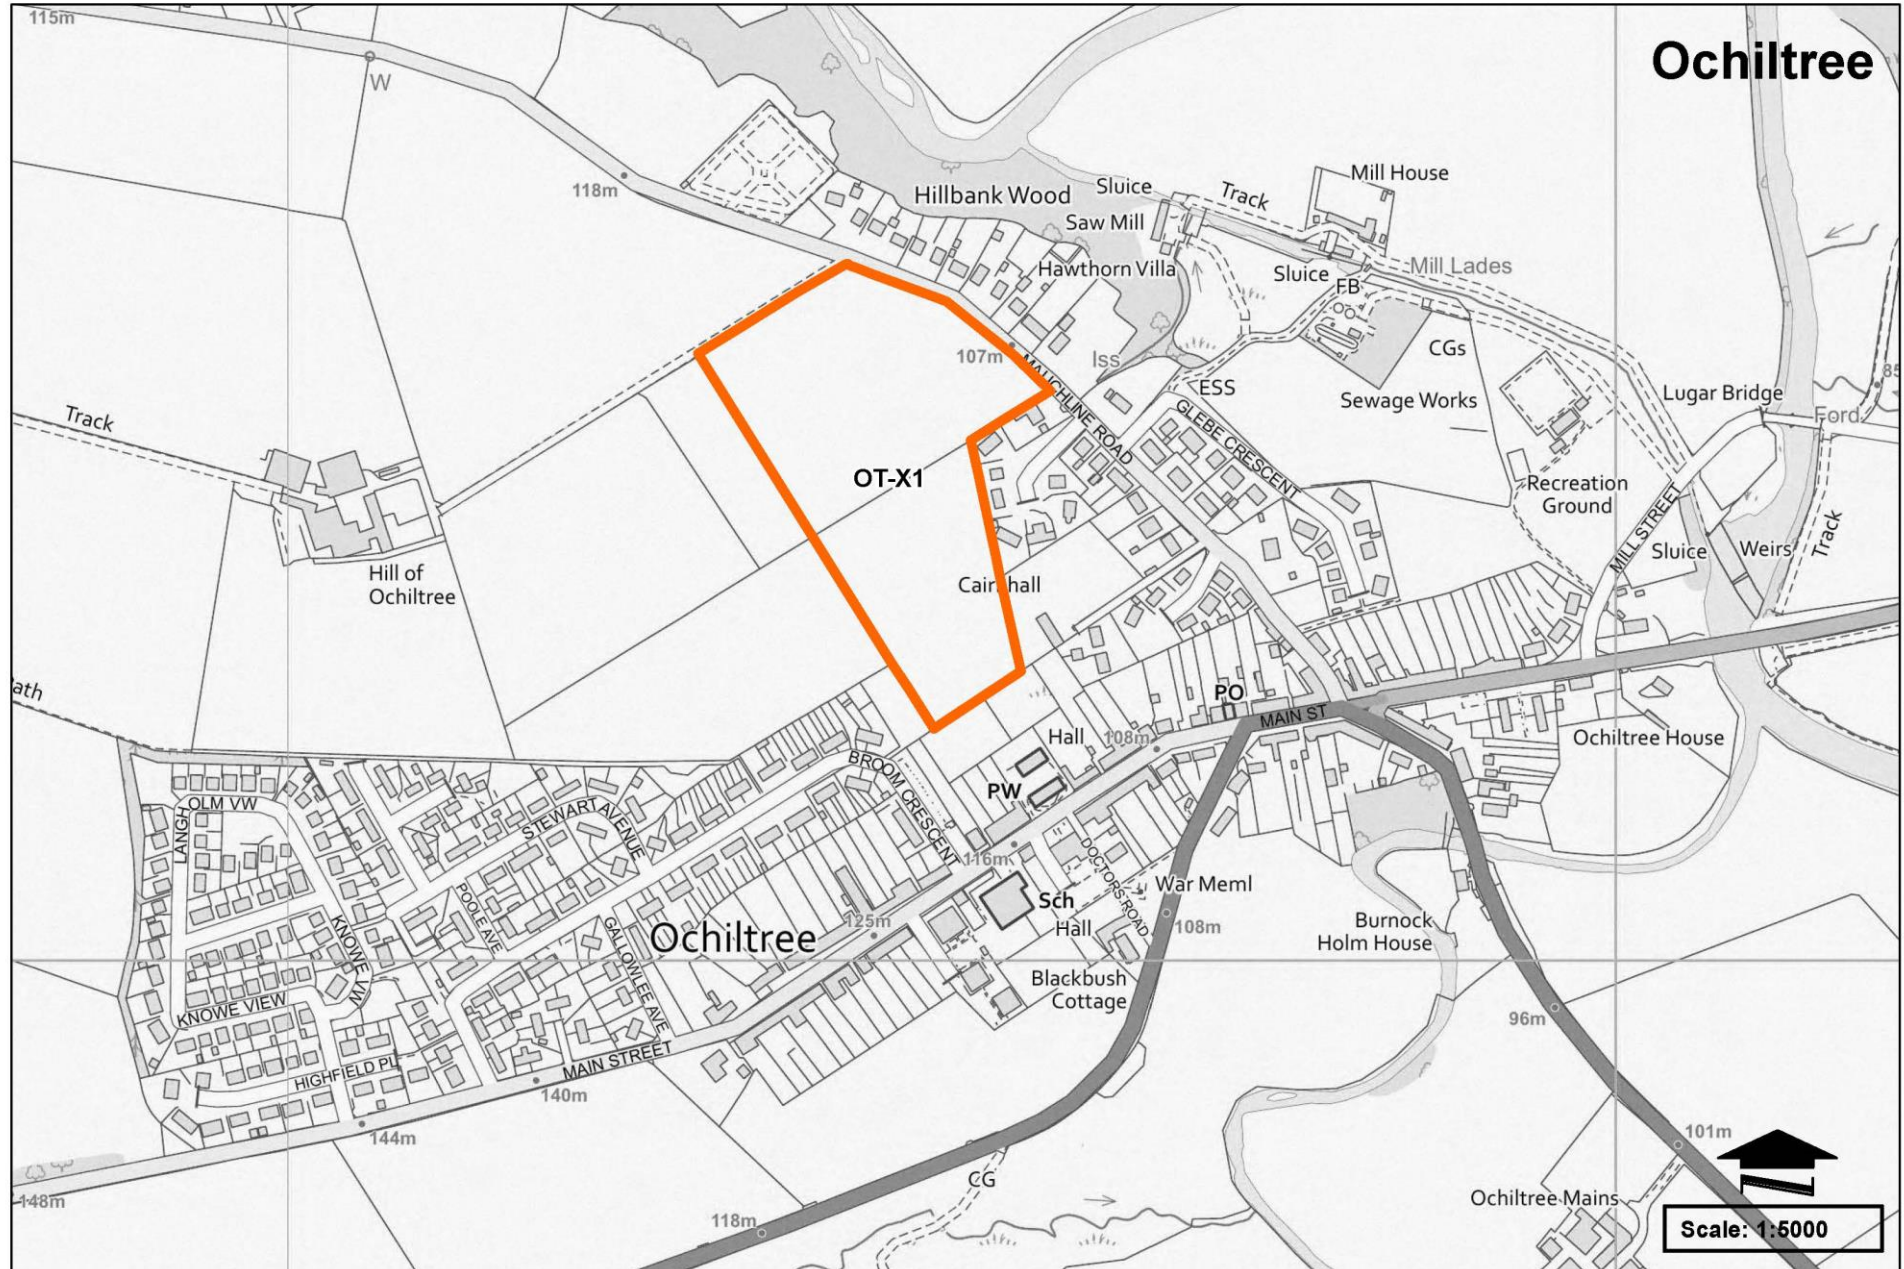 115m
Ochiltree
W
118m
Hillbank Wood
Sluice
Track
Mill House
Saw Mill
Hawthorn Villa
Sluice
FB
Mill Lades
107m
MAUCHLINE ROAD
Iss
ESS
CGs
Sewage Works
GLEBE CRESCENT
Lugar Bridge
Ford
85
Track
OT-X1
Recreation
Ground
MILL STREET
Sluice
Weirs
Track
Hill of
Ochiltree
Cairnhall
ath
PO
MAIN ST
Hall
108m
Ochiltree House
BROOM CRESCENT
PW
OLM VW
LANGH
STEWART AVENUE
116m
DOCTORS ROAD
War Meml
Sch
Hall
108m
POOLE AVE
KNOWE VIEW
GALLOWLEE AVE
Ochiltree
125m
Burnock
Holm House
Blackbush
Cottage
KNOWE VIEW
96m
HIGHFIELD PL
MAIN STREET
140m
144m
101m
CG
148m
118m
Ochiltree Mains
Scale: 1:5000